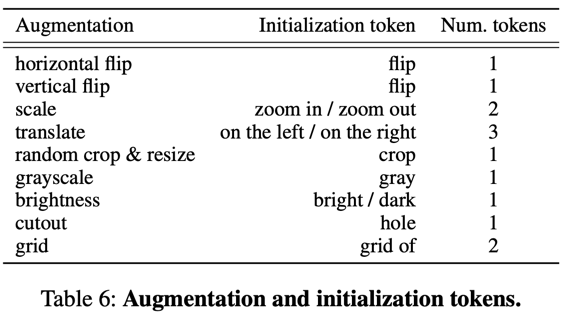 Augmentation Initialization token Num. tokens
horizontal flip flip 1
vertical flip flip 1
scale zoom in / zoom out 2
translate on the left / on the right 3
random crop & resize crop 1
grayscale gray 1
brightness bright / dark 1
cutout hole 1
grid grid of 2
Table 6: Augmentation and initialization tokens.